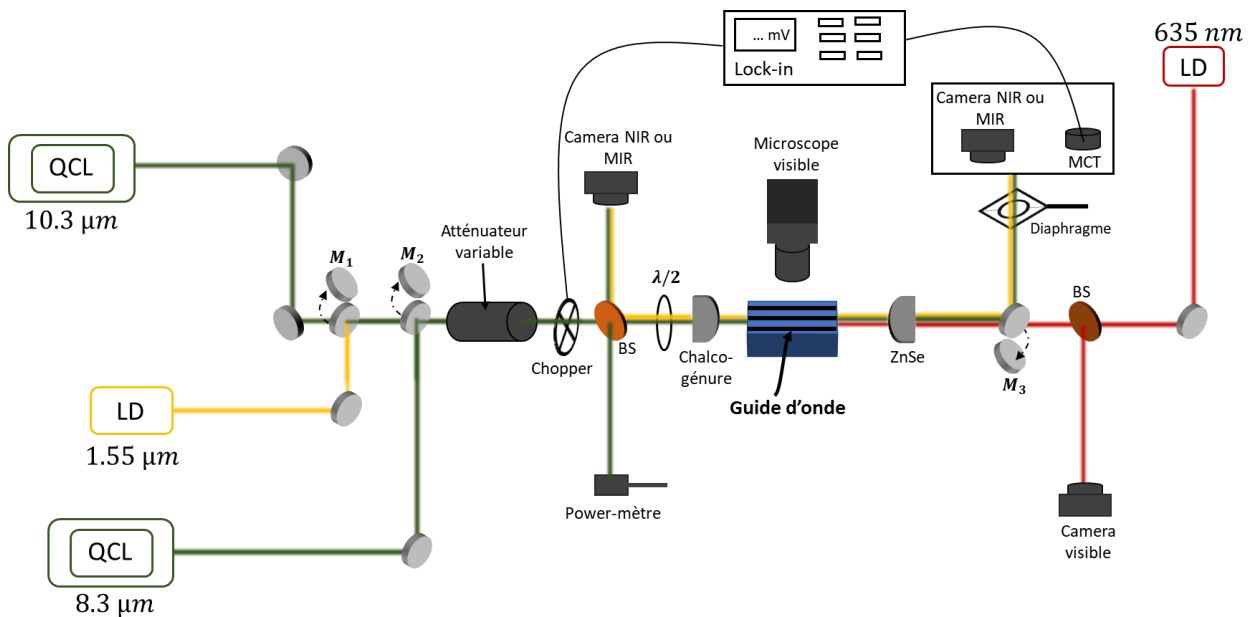 635 nm
LD
... mV
Lock-in
Camera NIR ou
MIR
MCT
Microscope
visible
Camera NIR ou
MIR
QCL
10.3 µm
Atténuateur
variable
Diaphragme
M₁
M₂
λ/2
BS
BS
Chopper
Chalco-
génure
ZnSe
M₃
Guide d’onde
LD
1.55 µm
Power-mètre
Camera
visible
QCL
8.3 µm